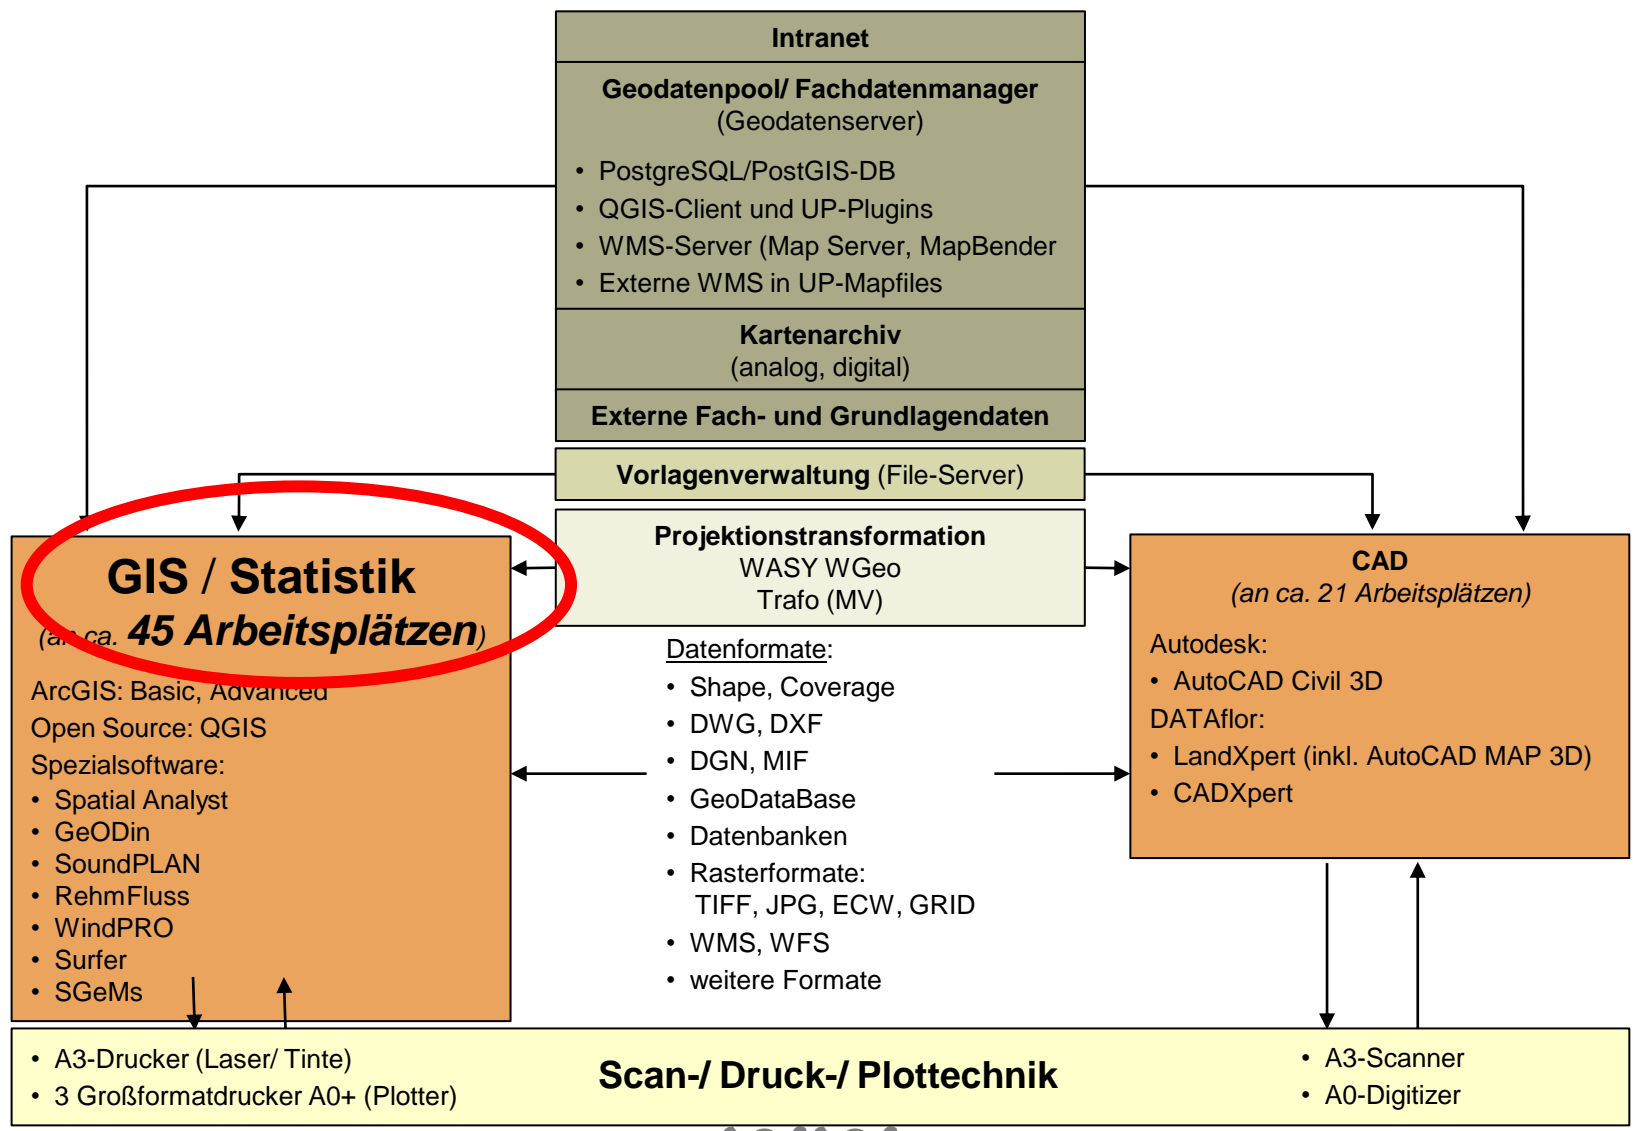 Intranet
Geodatenpool/ Fachdatenmanager
(Geodatenserver)
• PostgreSQL/PostGIS-DB
• QGIS-Client und UP-Plugins
• WMS-Server (Map Server, MapBender
• Externe WMS in UP-Mapfiles
Kartenarchiv
(analog, digital)
Externe Fach- und Grundlagendaten
Vorlagenverwaltung (File-Server)
Projektionstransformation
WASY WGeo
Trafo (MV)
GIS / Statistik
(an ca. 45 Arbeitsplätzen)
ArcGIS: Basic, Advanced
Open Source: QGIS
Spezialsoftware:
• Spatial Analyst
• GeODin
• SoundPLAN
• RehmFluss
• WindPRO
• Surfer
• SGeMs
Datenformate:
• Shape, Coverage
• DWG, DXF
• DGN, MIF
• GeoDataBase
• Datenbanken
• Rasterformate:
TIFF, JPG, ECW, GRID
• WMS, WFS
• weitere Formate
CAD
(an ca. 21 Arbeitsplätzen)
Autodesk:
• AutoCAD Civil 3D
DATAflor:
• LandXpert (inkl. AutoCAD MAP 3D)
• CADXpert
• A3-Drucker (Laser/ Tinte)
• 3 Großformatdrucker A0+ (Plotter)
Scan-/ Druck-/ Plottechnik
• A3-Scanner
• A0-Digitizer